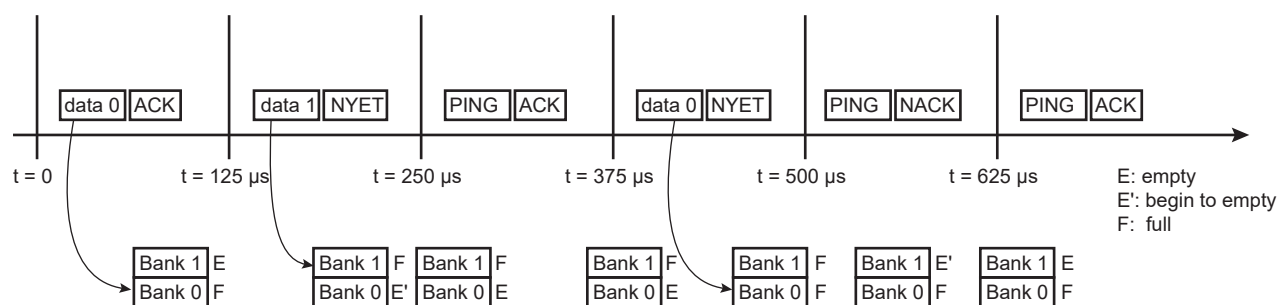 data 0 ACK data 1 NYET PING ACK data 0 NYET PING NACK PING ACK
t = 0 t = 125 μs t = 250 μs t = 375 μs t = 500 μs t = 625 μs
E: empty
E': begin to empty
F: full
Bank 1 E Bank 1 F Bank 1 F Bank 1 F Bank 1 F Bank 1 E' Bank 1 E
Bank 0 F Bank 0 E' Bank 0 E Bank 0 E Bank 0 F Bank 0 F Bank 0 F